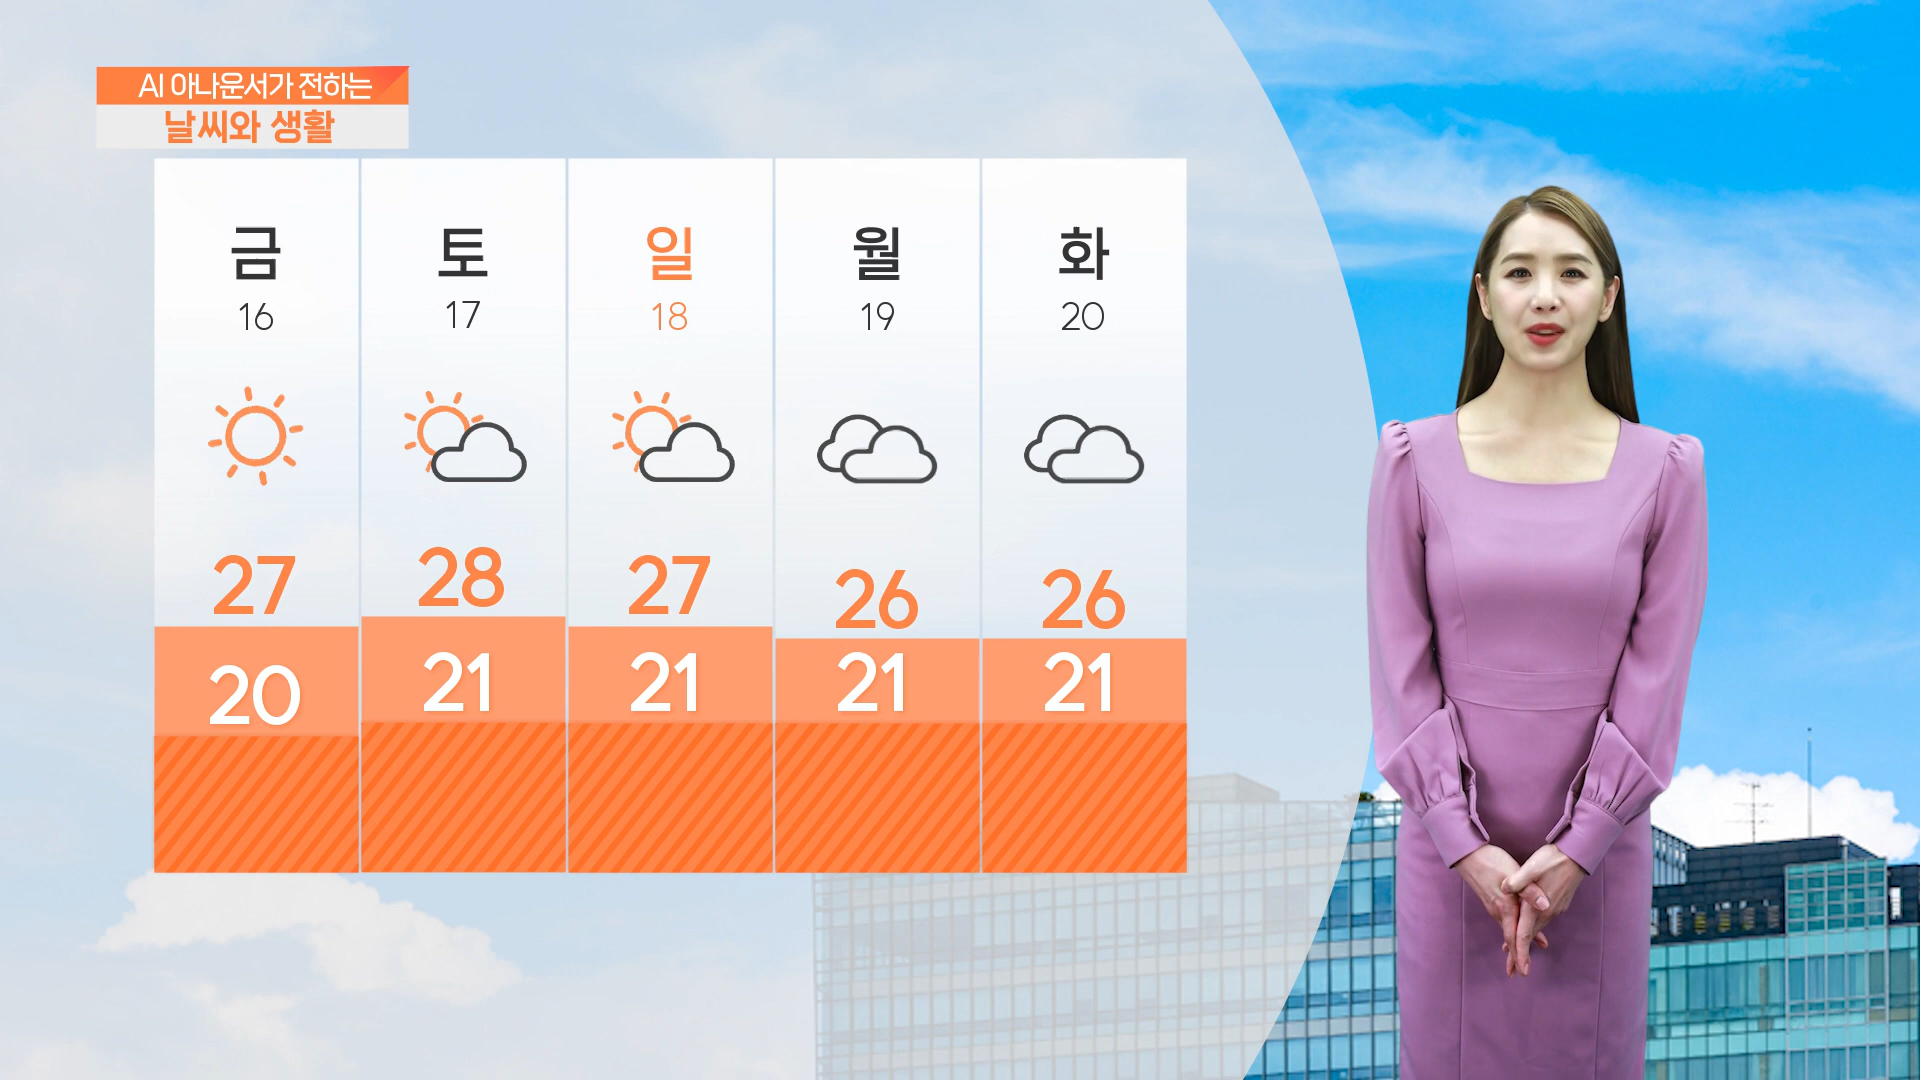 AI 아나운서가 전하는
날씨와 생활
금 토 일 월 화
16 17 18 19 20
27 28 27 26 26
20 21 21 21 21